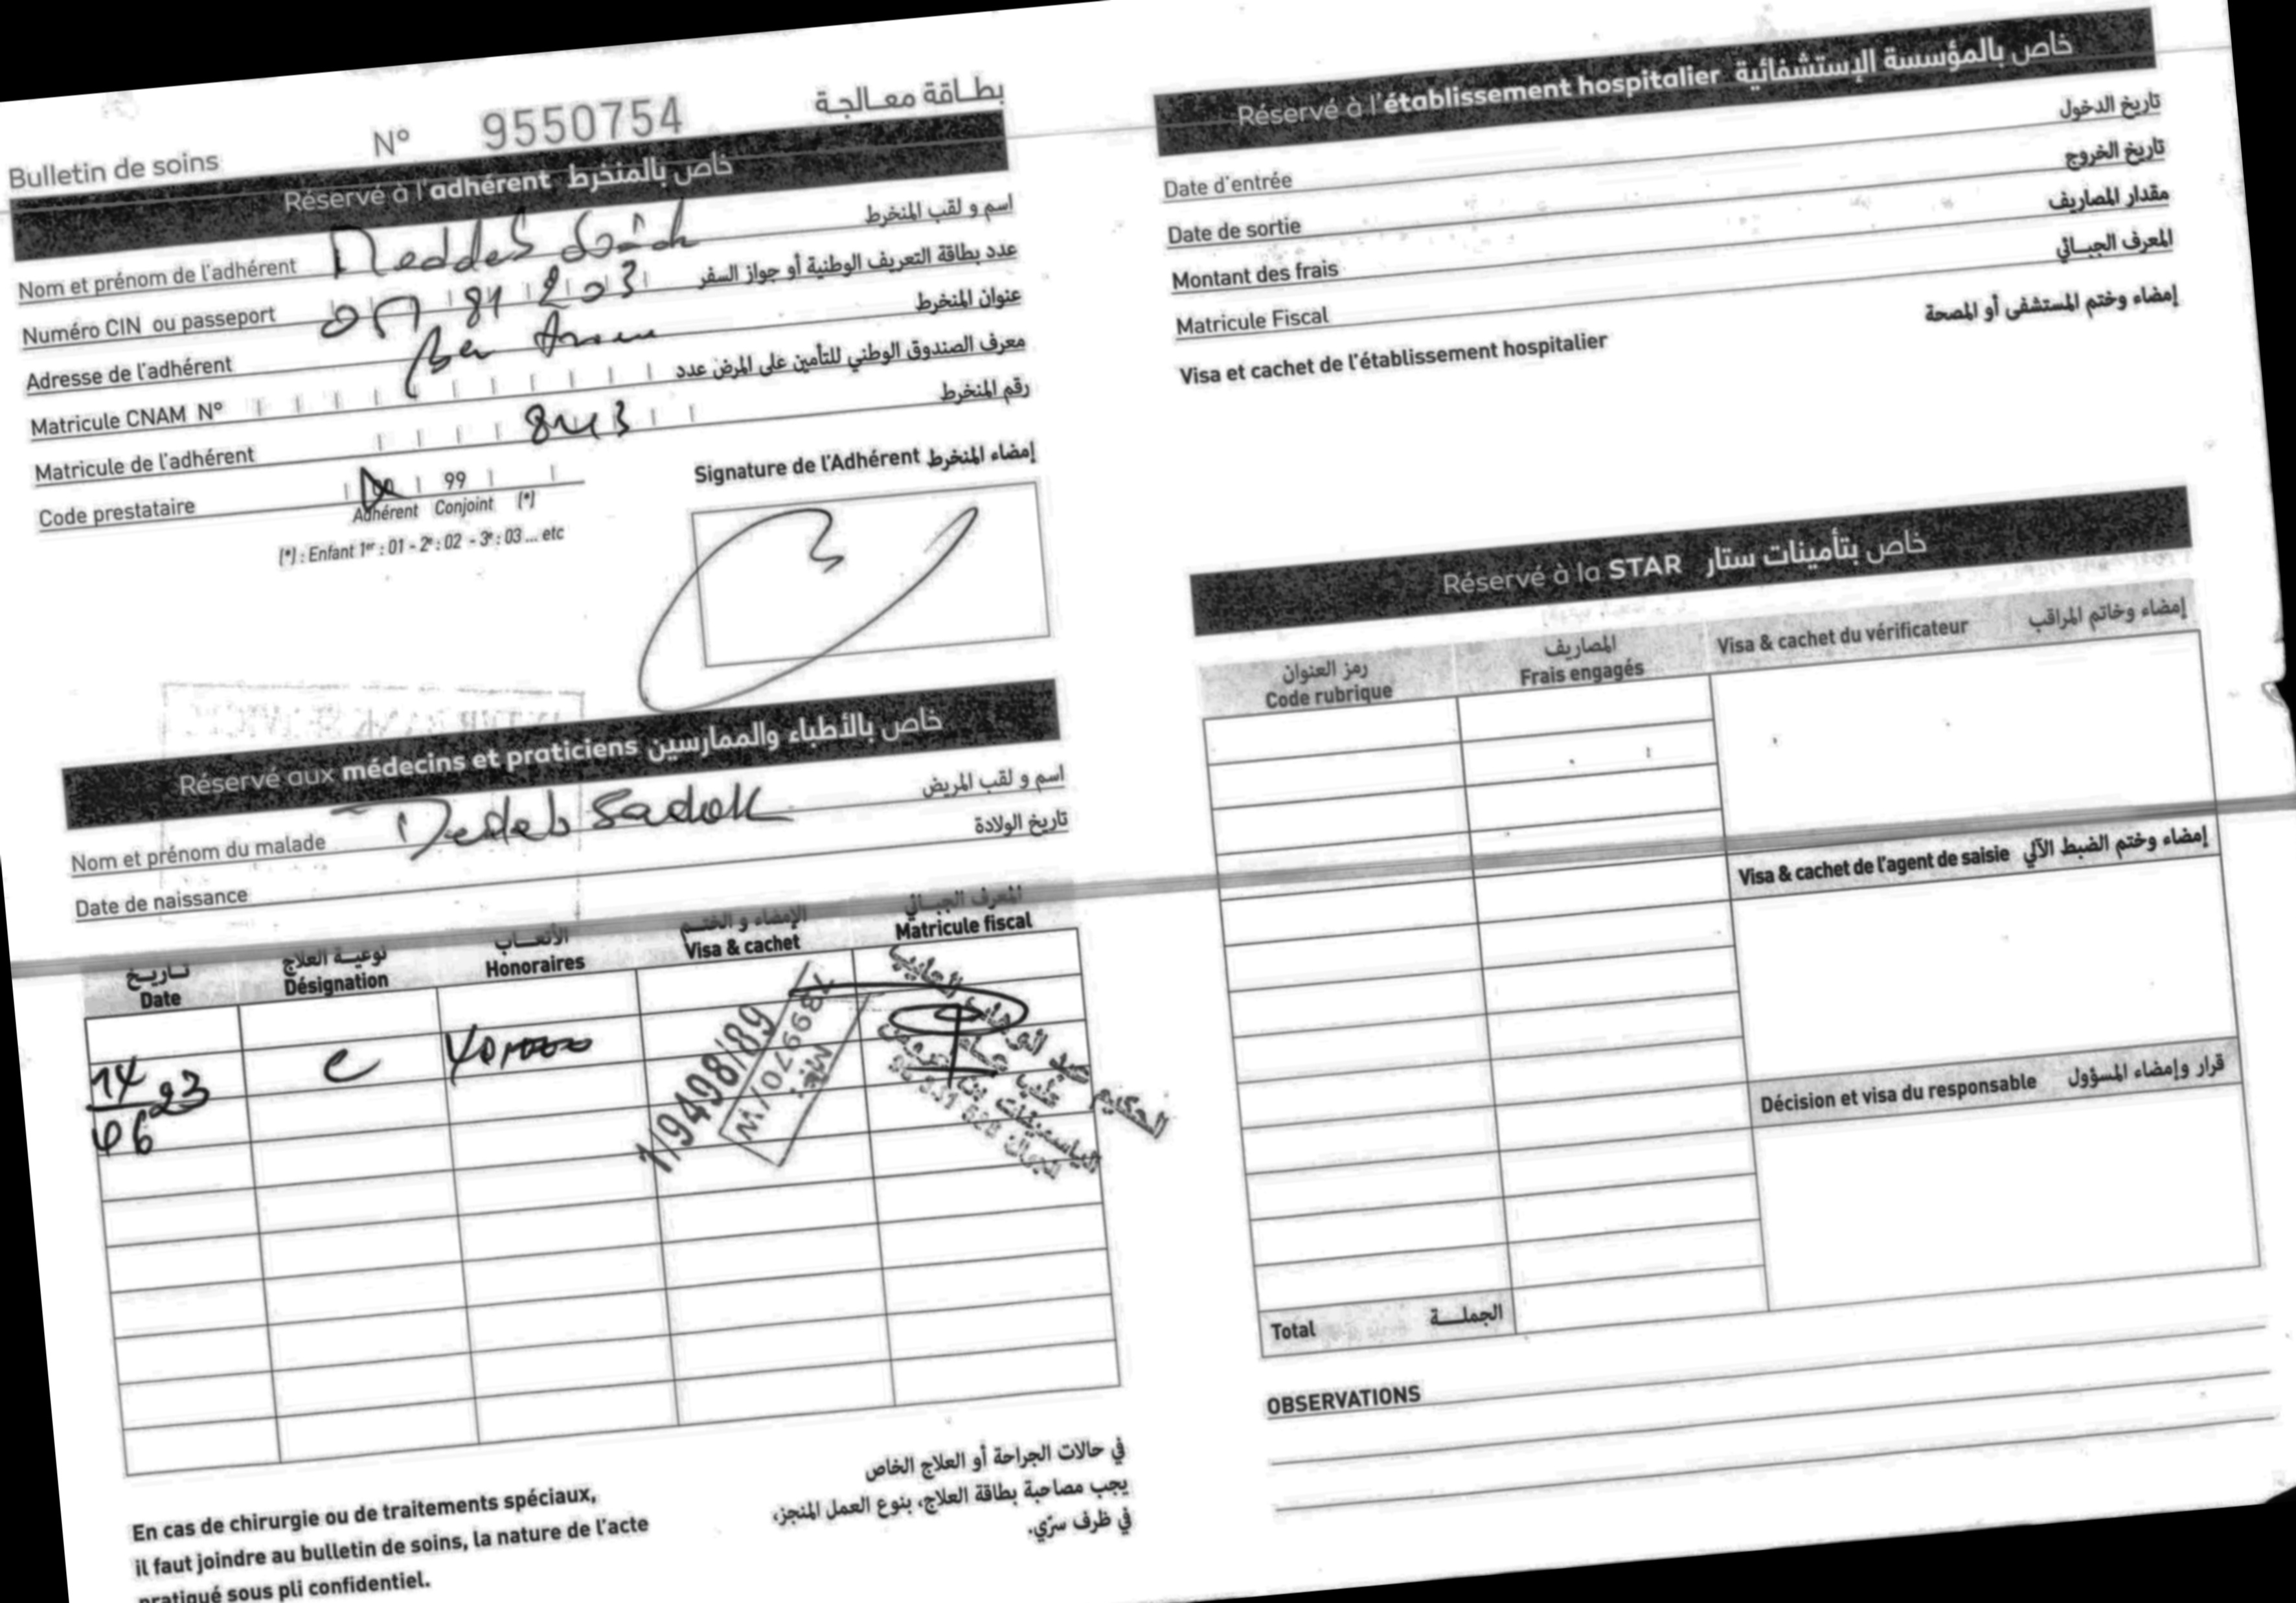 Bulletin de soins N° 9550754 بطاقة معالجة
Réservé à l'adhérent خاص بالمنخرط
Nom et prénom de l'adhérent Meddeb اسم و لقب المنخرط
Numéro CIN ou passeport عدد بطاقة التعريف الوطنية أو جواز السفر
Adresse de l'adhérent Ben عنوان المنخرط
Matricule CNAM N° معرف الصندوق الوطني للتأمين على المرض عدد
Matricule de l'adhérent 8443 رقم المنخرط
Code prestataire 00 99
Adhérent Conjoint (*)
(*) : Enfant 1er : 01 - 2e : 02 - 3e : 03 ... etc
Signature de l'Adhérent إمضاء المنخرط
Réservé aux médecins et praticiens خاص بالأطباء والممارسين
Nom et prénom du malade Medeb Sadok اسم و لقب المريض
Date de naissance تاريخ الولادة
تاريخ نوعية العلاج الأتعاب الإمضاء و الختم المعرف الجبائي
Date Désignation Honoraires Visa & cachet Matricule fiscal
14/06 23 c 40,000
1/9408/89
الحكيم عبد الوهاب
En cas de chirurgie ou de traitements spéciaux,
il faut joindre au bulletin de soins, la nature de l'acte
pratiqué sous pli confidentiel.
في حالات الجراحة أو العلاج الخاص
يجب مصاحبة بطاقة العلاج، بنوع العمل المنجز،
في ظرف سرّي.
Réservé à l'établissement hospitalier خاص بالمؤسسة الإستشفائية
Date d'entrée تاريخ الدخول
Date de sortie تاريخ الخروج
Montant des frais مقدار المصاريف
Matricule Fiscal المعرف الجبائي
Visa et cachet de l'établissement hospitalier إمضاء وختم المستشفى أو المصحة
Réservé à la STAR خاص بتأمينات ستار
رمز العنوان المصاريف
Code rubrique Frais engagés Visa & cachet du vérificateur إمضاء وخاتم المراقب
Visa & cachet de l'agent de saisie إمضاء وختم الضبط الآلي
Décision et visa du responsable قرار وإمضاء المسؤول
Total الجملة
OBSERVATIONS